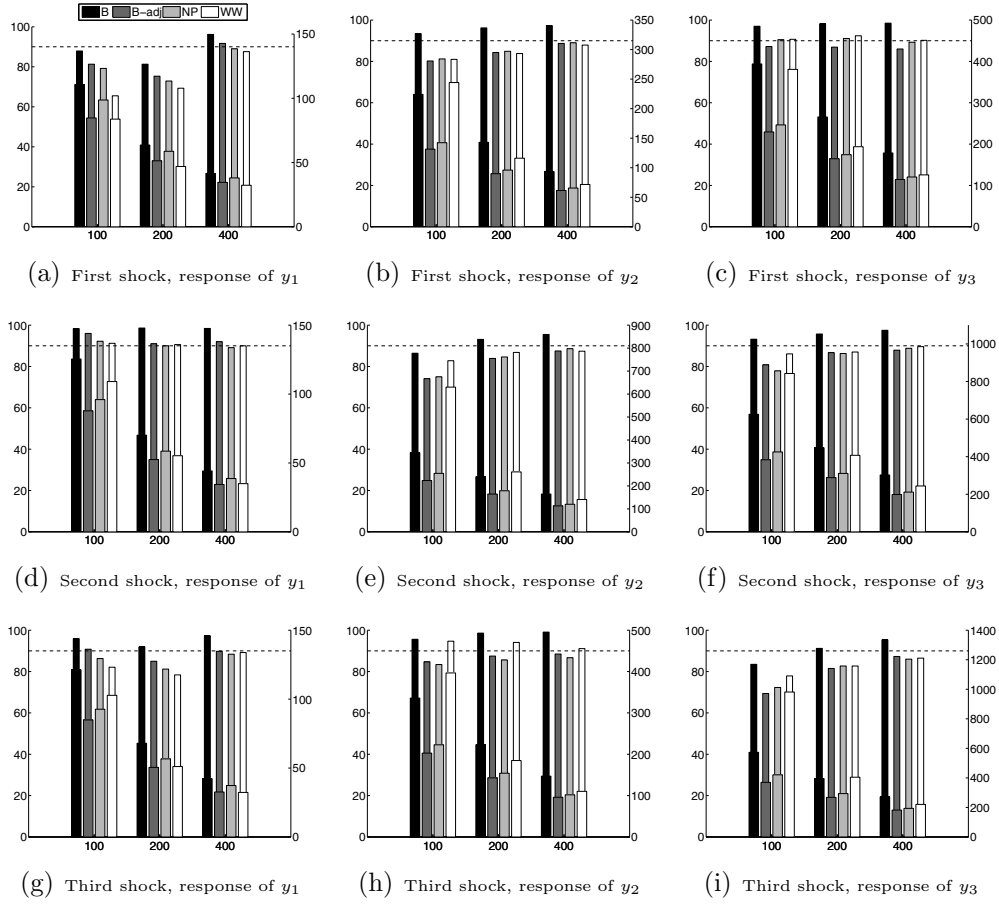 B B-adj NP WW
100 80 60 40 20 0 150 100 50 0 100 200 400
100 80 60 40 20 0 350 300 250 200 150 100 50 0 100 200 400
100 80 60 40 20 0 500 400 300 200 100 0 100 200 400
(a) First shock, response of y₁
(b) First shock, response of y₂
(c) First shock, response of y₃
100 80 60 40 20 0 150 100 50 0 100 200 400
100 80 60 40 20 0 900 800 700 600 500 400 300 200 100 0 100 200 400
100 80 60 40 20 0 1000 800 600 400 200 0 100 200 400
(d) Second shock, response of y₁
(e) Second shock, response of y₂
(f) Second shock, response of y₃
100 80 60 40 20 0 150 100 50 0 100 200 400
100 80 60 40 20 0 500 400 300 200 100 0 100 200 400
100 80 60 40 20 0 1400 1200 1000 800 600 400 200 0 100 200 400
(g) Third shock, response of y₁
(h) Third shock, response of y₂
(i) Third shock, response of y₃